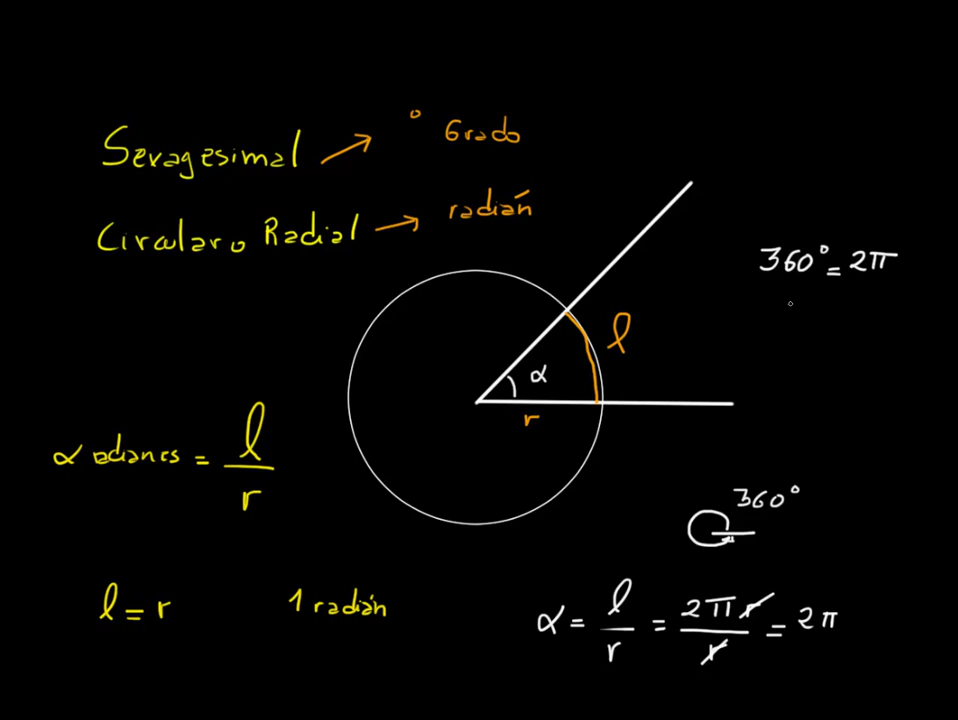 Sexagesimal → ° Grado
Circular o Radial → radián
360° = 2π
l
α
r
α radianes = l / r
360°
l = r 1 radián
α = l / r = 2πr / r = 2π